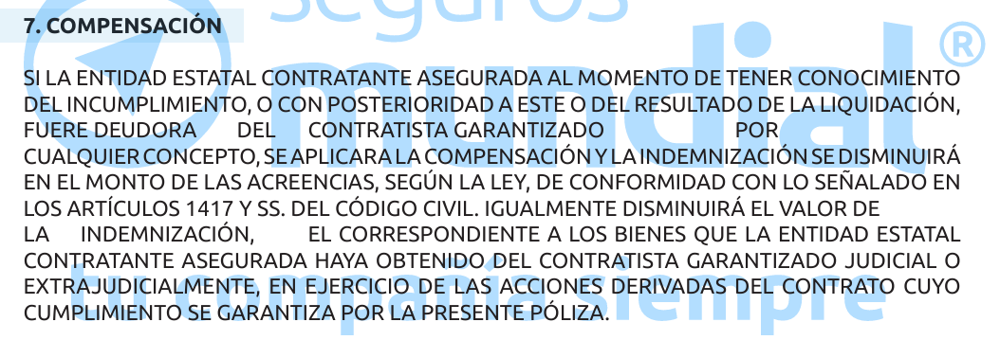 seguros
7. COMPENSACIÓN
mundial®
SI LA ENTIDAD ESTATAL CONTRATANTE ASEGURADA AL MOMENTO DE TENER CONOCIMIENTO
DEL INCUMPLIMIENTO, O CON POSTERIORIDAD A ESTE O DEL RESULTADO DE LA LIQUIDACIÓN,
FUERE DEUDORA DEL CONTRATISTA GARANTIZADO POR
CUALQUIER CONCEPTO, SE APLICARA LA COMPENSACIÓN Y LA INDEMNIZACIÓN SE DISMINUIRÁ
EN EL MONTO DE LAS ACREENCIAS, SEGÚN LA LEY, DE CONFORMIDAD CON LO SEÑALADO EN
LOS ARTÍCULOS 1417 Y SS. DEL CÓDIGO CIVIL. IGUALMENTE DISMINUIRÁ EL VALOR DE
LA INDEMNIZACIÓN, EL CORRESPONDIENTE A LOS BIENES QUE LA ENTIDAD ESTATAL
CONTRATANTE ASEGURADA HAYA OBTENIDO DEL CONTRATISTA GARANTIZADO JUDICIAL O
EXTRAJUDICIALMENTE, EN EJERCICIO DE LAS ACCIONES DERIVADAS DEL CONTRATO CUYO
CUMPLIMIENTO SE GARANTIZA POR LA PRESENTE PÓLIZA.
tu compañía siempre